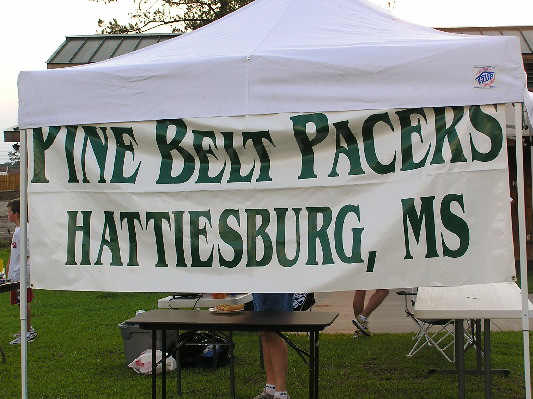 PINE BELT PACERS
HATTIESBURG, MS